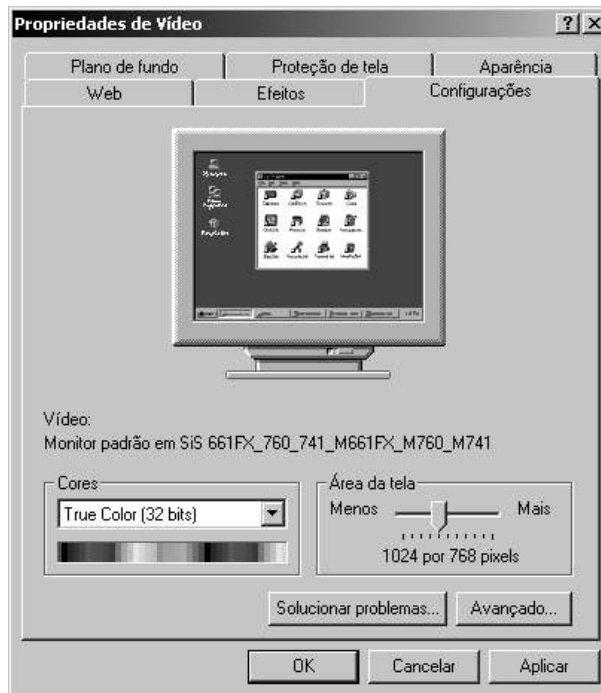 Propriedades de Vídeo
Plano de fundo Proteção de tela Aparência
Web Efeitos Configurações
Vídeo:
Monitor padrão em SiS 661FX_760_741_M661FX_M760_M741
Cores
True Color (32 bits)
Área da tela
Menos Mais
1024 por 768 pixels
Solucionar problemas... Avançado...
OK Cancelar Aplicar